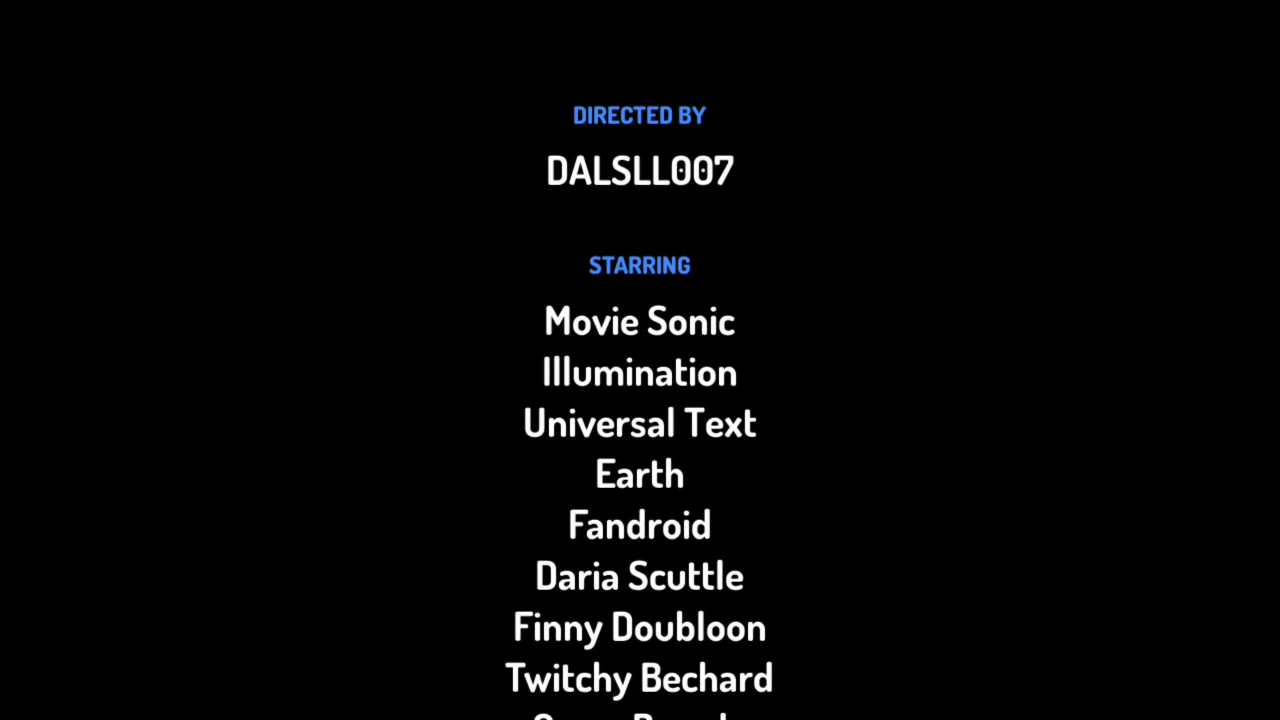 DIRECTED BY
DALSLL007
STARRING
Movie Sonic
Illumination
Universal Text
Earth
Fandroid
Daria Scuttle
Finny Doubloon
Twitchy Bechard